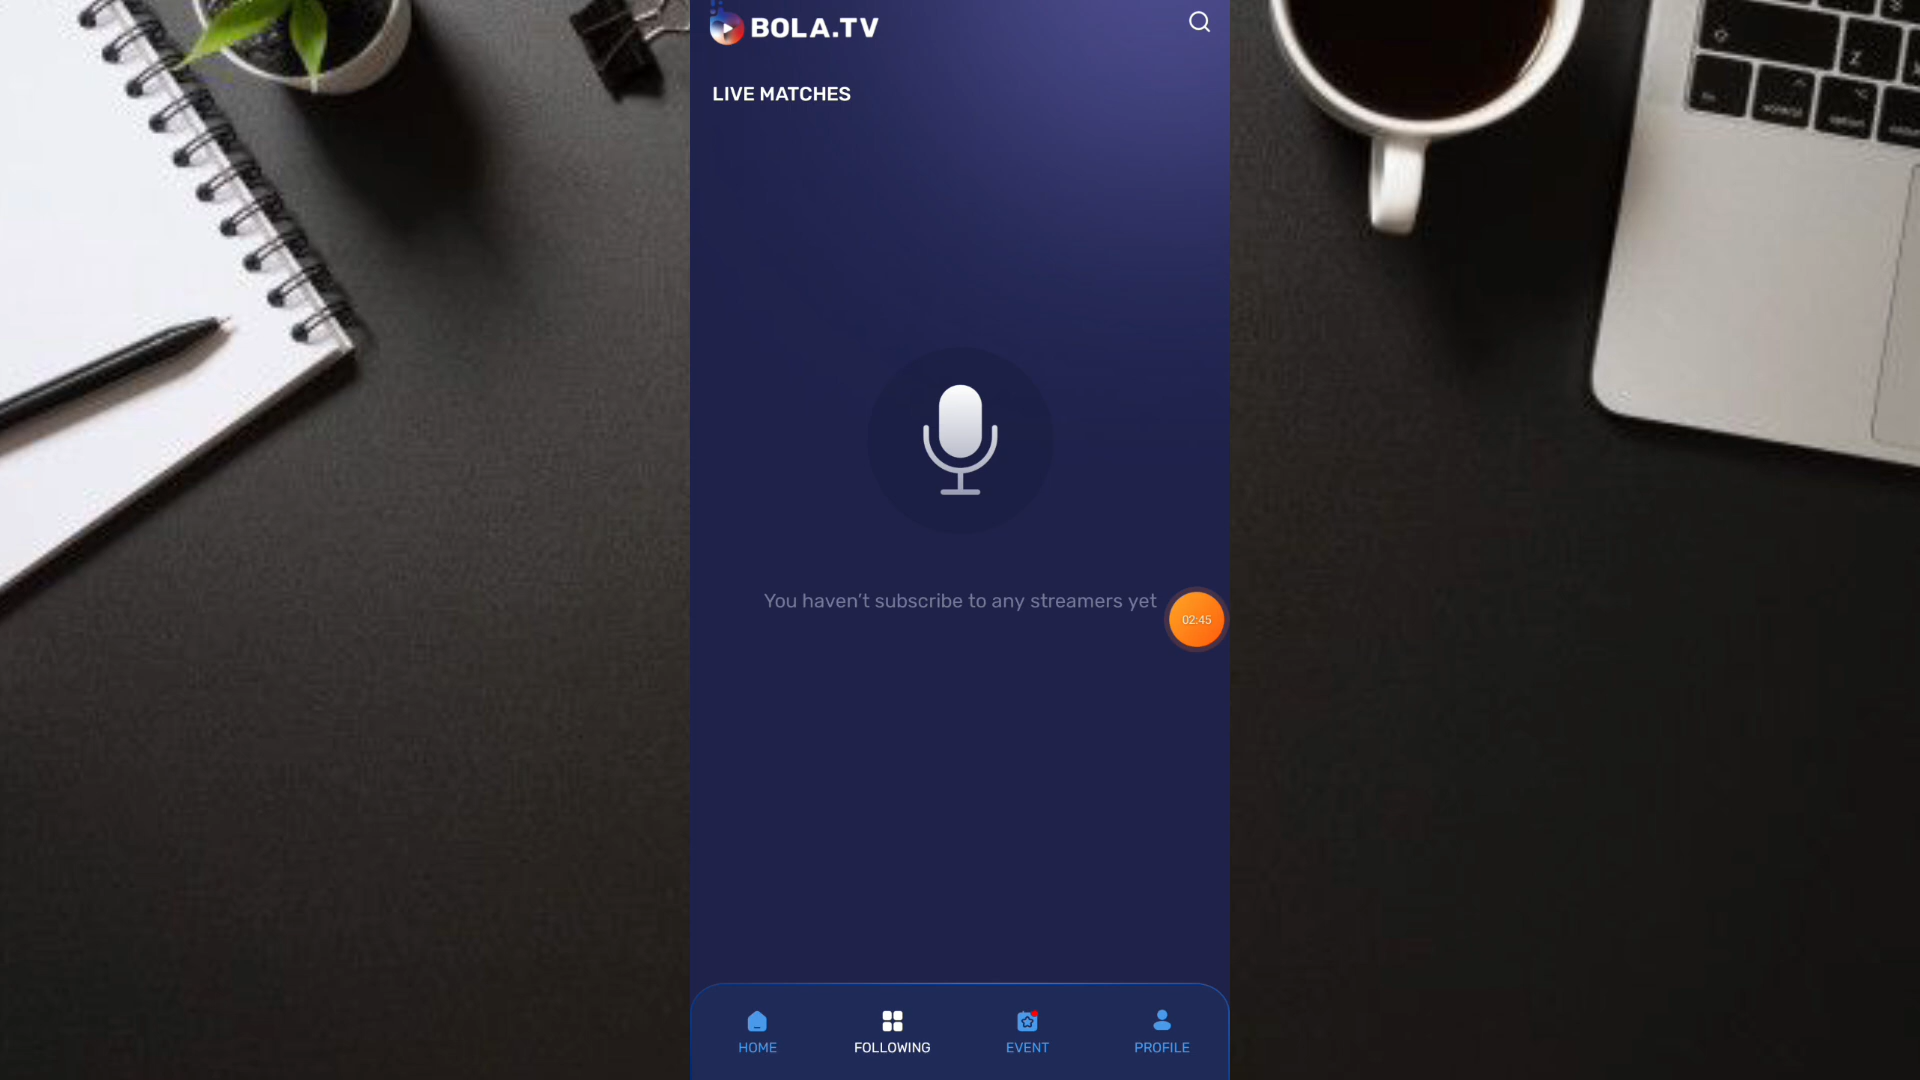 BOLA.TV
LIVE MATCHES
You haven't subscribe to any streamers yet
02:45
HOME
FOLLOWING
EVENT
PROFILE